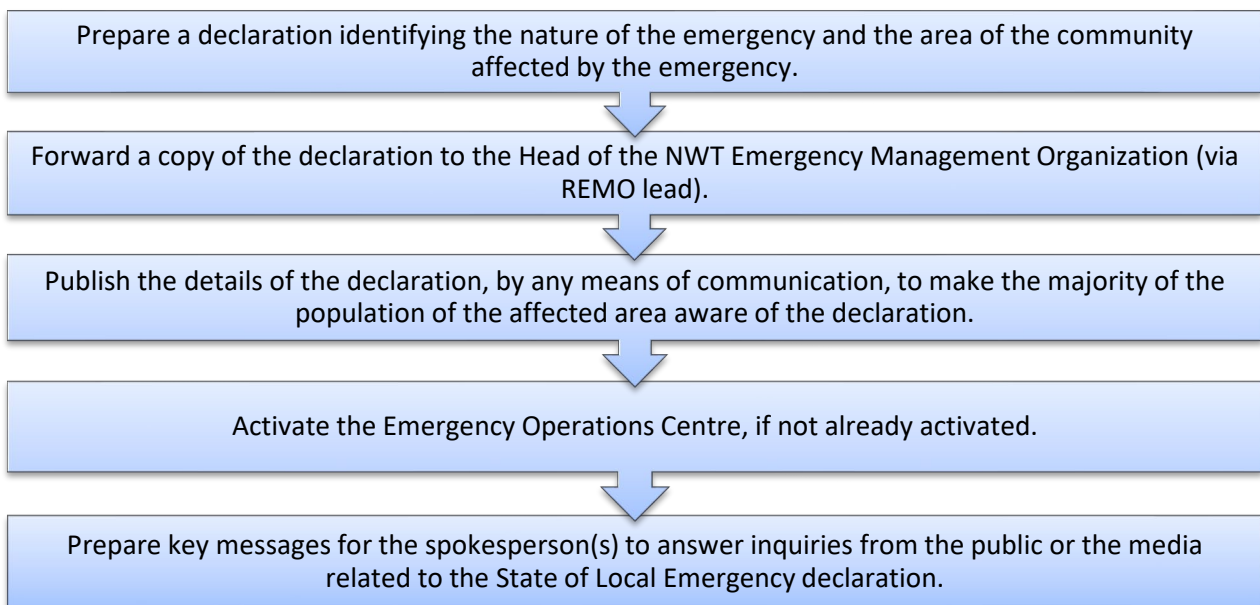 Prepare a declaration identifying the nature of the emergency and the area of the community
affected by the emergency.
Forward a copy of the declaration to the Head of the NWT Emergency Management Organization (via
REMO lead).
Publish the details of the declaration, by any means of communication, to make the majority of the
population of the affected area aware of the declaration.
Activate the Emergency Operations Centre, if not already activated.
Prepare key messages for the spokesperson(s) to answer inquiries from the public or the media
related to the State of Local Emergency declaration.